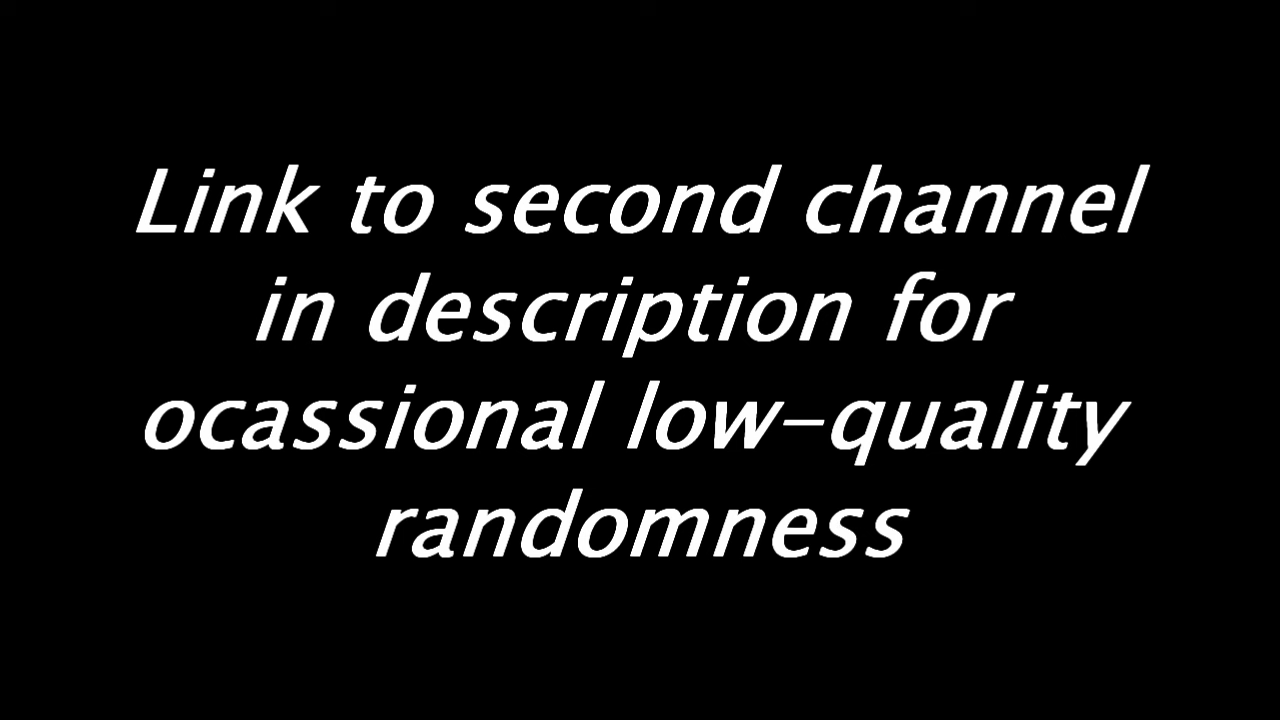 Link to second channel
in description for
ocassional low-quality
randomness